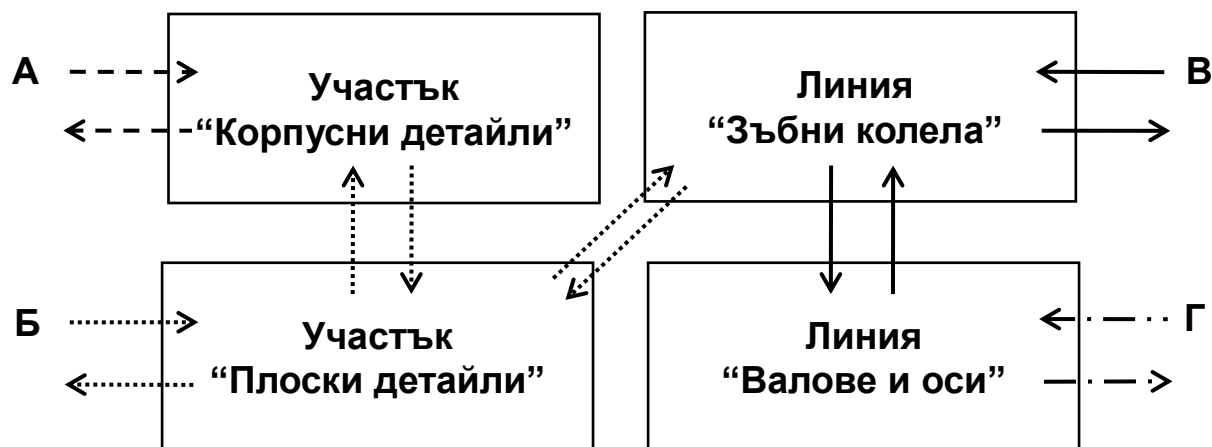 А
Участък
“Корпусни детайли”
Линия
“Зъбни колела”
В
Б
Участък
“Плоски детайли”
Линия
“Валове и оси”
Г